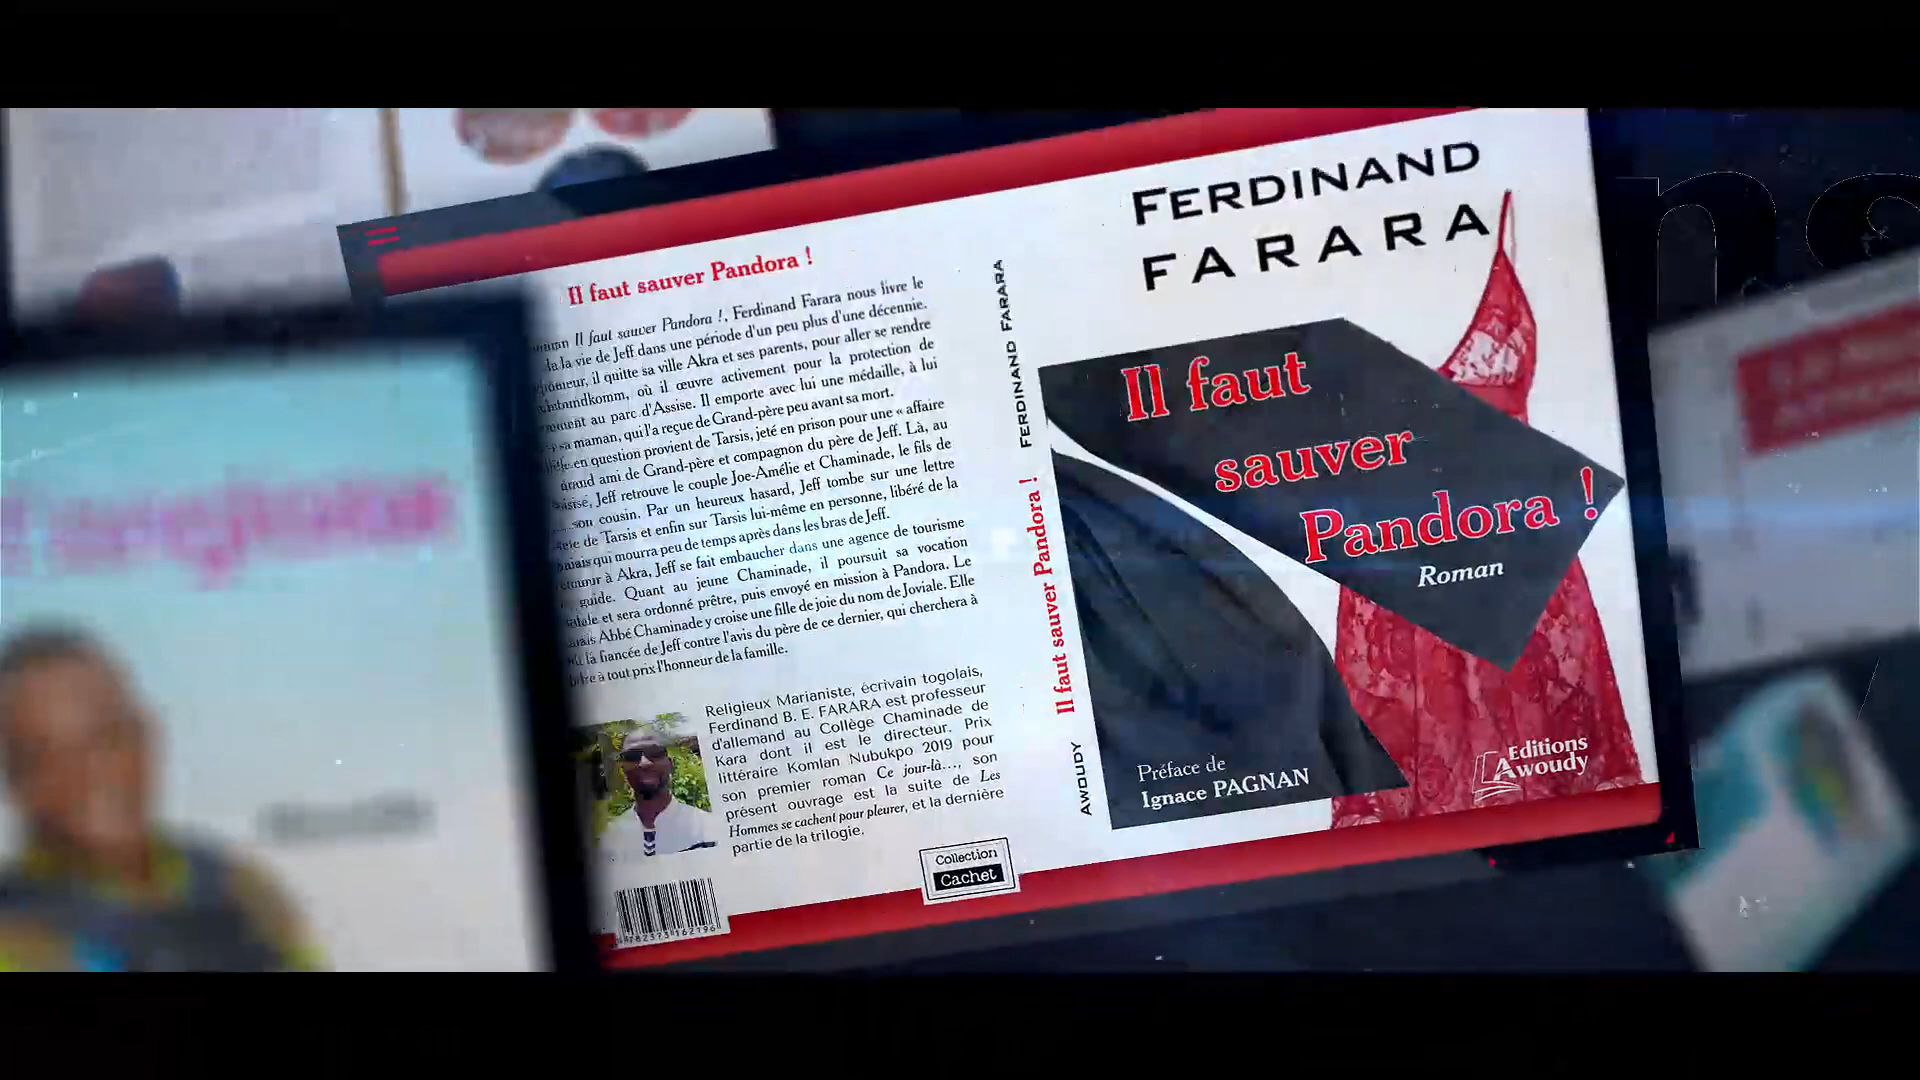 Il faut sauver Pandora !
Il faut sauver Pandora !, Ferdinand Farara nous livre le
la vie de Jeff dans une période d'un peu plus d'une décennie.
il quitte sa ville Akra et ses parents, pour aller se rendre
où il œuvre activement pour la protection de
au parc d'Assise. Il emporte avec lui une médaille, à lui
sa maman, qui l'a reçue de Grand-père peu avant sa mort.
en question provient de Tarsis, jeté en prison pour une « affaire
grand ami de Grand-père et compagnon du père de Jeff. Là, au
Jeff retrouve le couple Joe-Amélie et Chaminade, le fils de
son cousin. Par un heureux hasard, Jeff tombe sur une lettre
de Tarsis et enfin sur Tarsis lui-même en personne, libéré de la
mais qui mourra peu de temps après dans les bras de Jeff.
à Akra, Jeff se fait embaucher dans une agence de tourisme
guide. Quant au jeune Chaminade, il poursuit sa vocation
et sera ordonné prêtre, puis envoyé en mission à Pandora. Le
Abbé Chaminade y croise une fille de joie du nom de Joviale. Elle
la fiancée de Jeff contre l'avis du père de ce dernier, qui cherchera à
à tout prix l'honneur de la famille.
Religieux Marianiste, écrivain togolais,
Ferdinand B. E. FARARA est professeur
d'allemand au Collège Chaminade de
Kara dont il est le directeur. Prix
littéraire Komlan Nubukpo 2019 pour
son premier roman Ce jour-là…, son
présent ouvrage est la suite de Les
Hommes se cachent pour pleurer, et la dernière
partie de la trilogie.
Collection
Cachet
9 782373 162196
FERDINAND FARARA
Il faut sauver Pandora !
AWOUDY
FERDINAND
FARARA
Il faut
sauver
Pandora !
Roman
Préface de
Ignace PAGNAN
Editions
Awoudy
ns